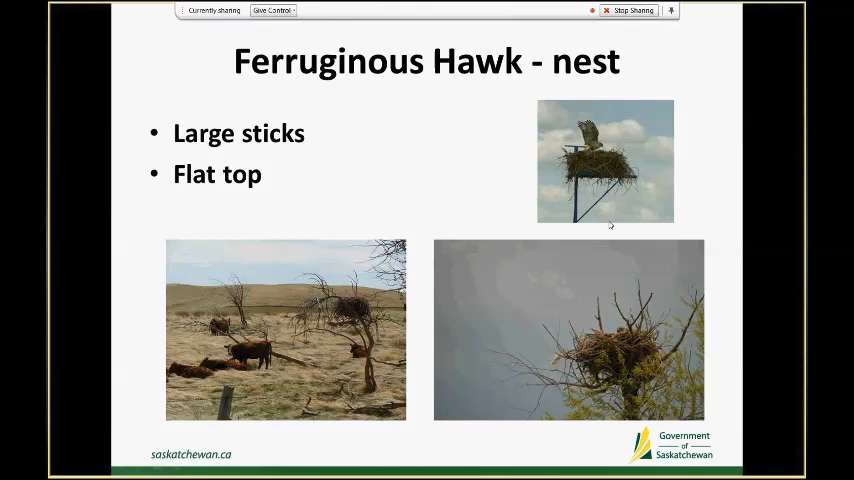 Currently sharing
Give Control
Stop Sharing
Ferruginous Hawk - nest
• Large sticks
• Flat top
saskatchewan.ca
Government
of
Saskatchewan